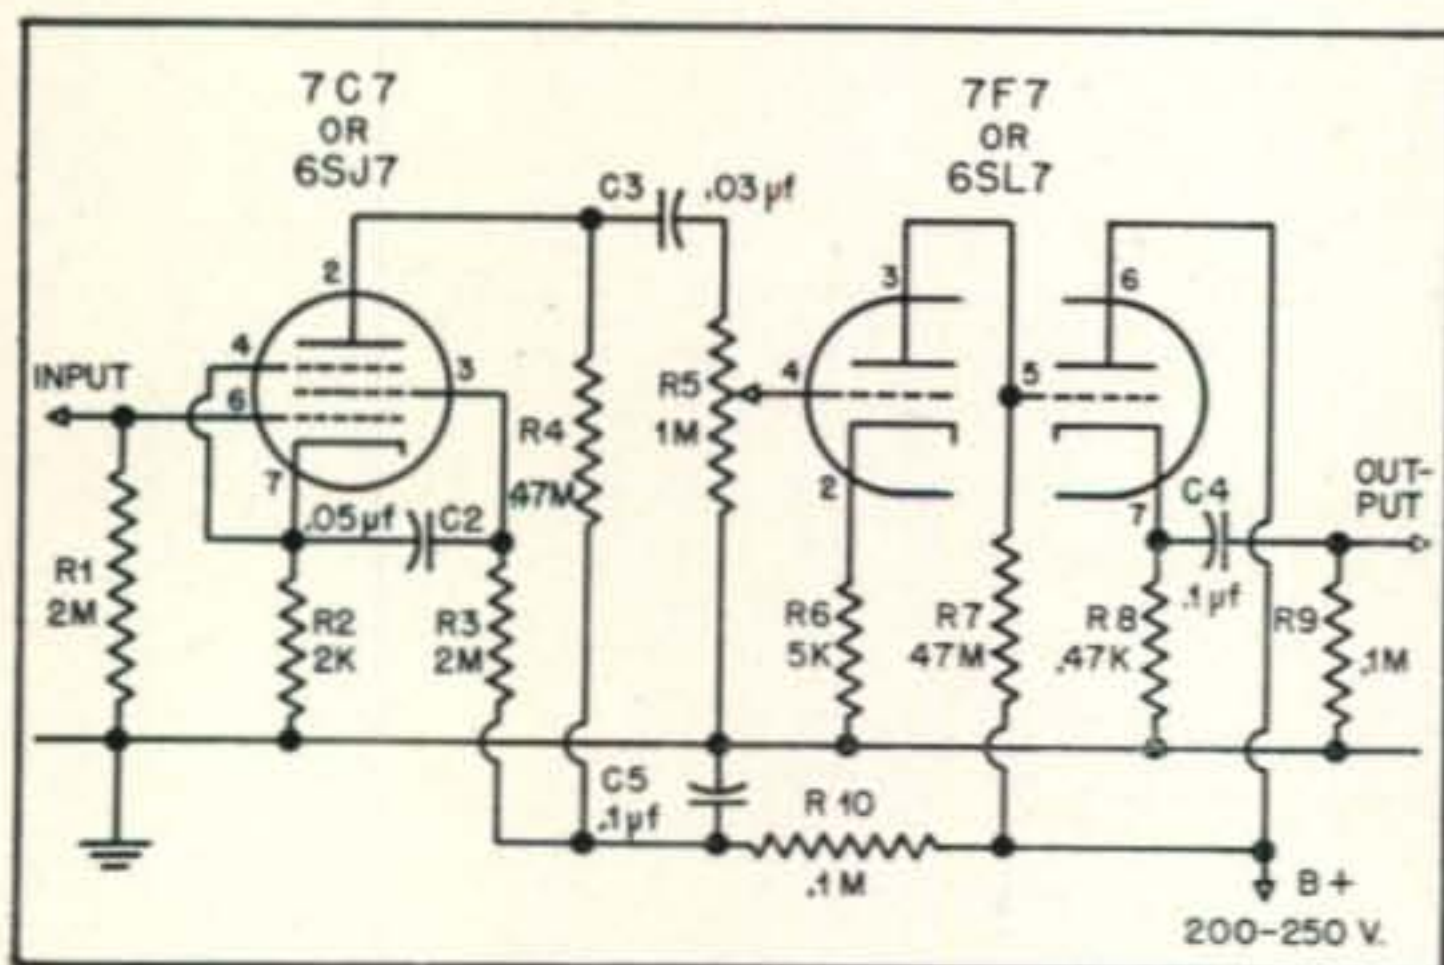 7C7
OR
6SJ7
7F7
OR
6SL7
C3
.03µf
2
3
6
4
3
INPUT
6
R5
1M
4
5
R4
.47M
7
2
7
C4
OUT-
PUT
.05µf
C2
R1
2M
R2
2K
R3
2M
R6
5K
R7
47M
R8
.47K
.1µf
R9
.1M
C5
.1µf
R10
.1M
B+
200-250 V.